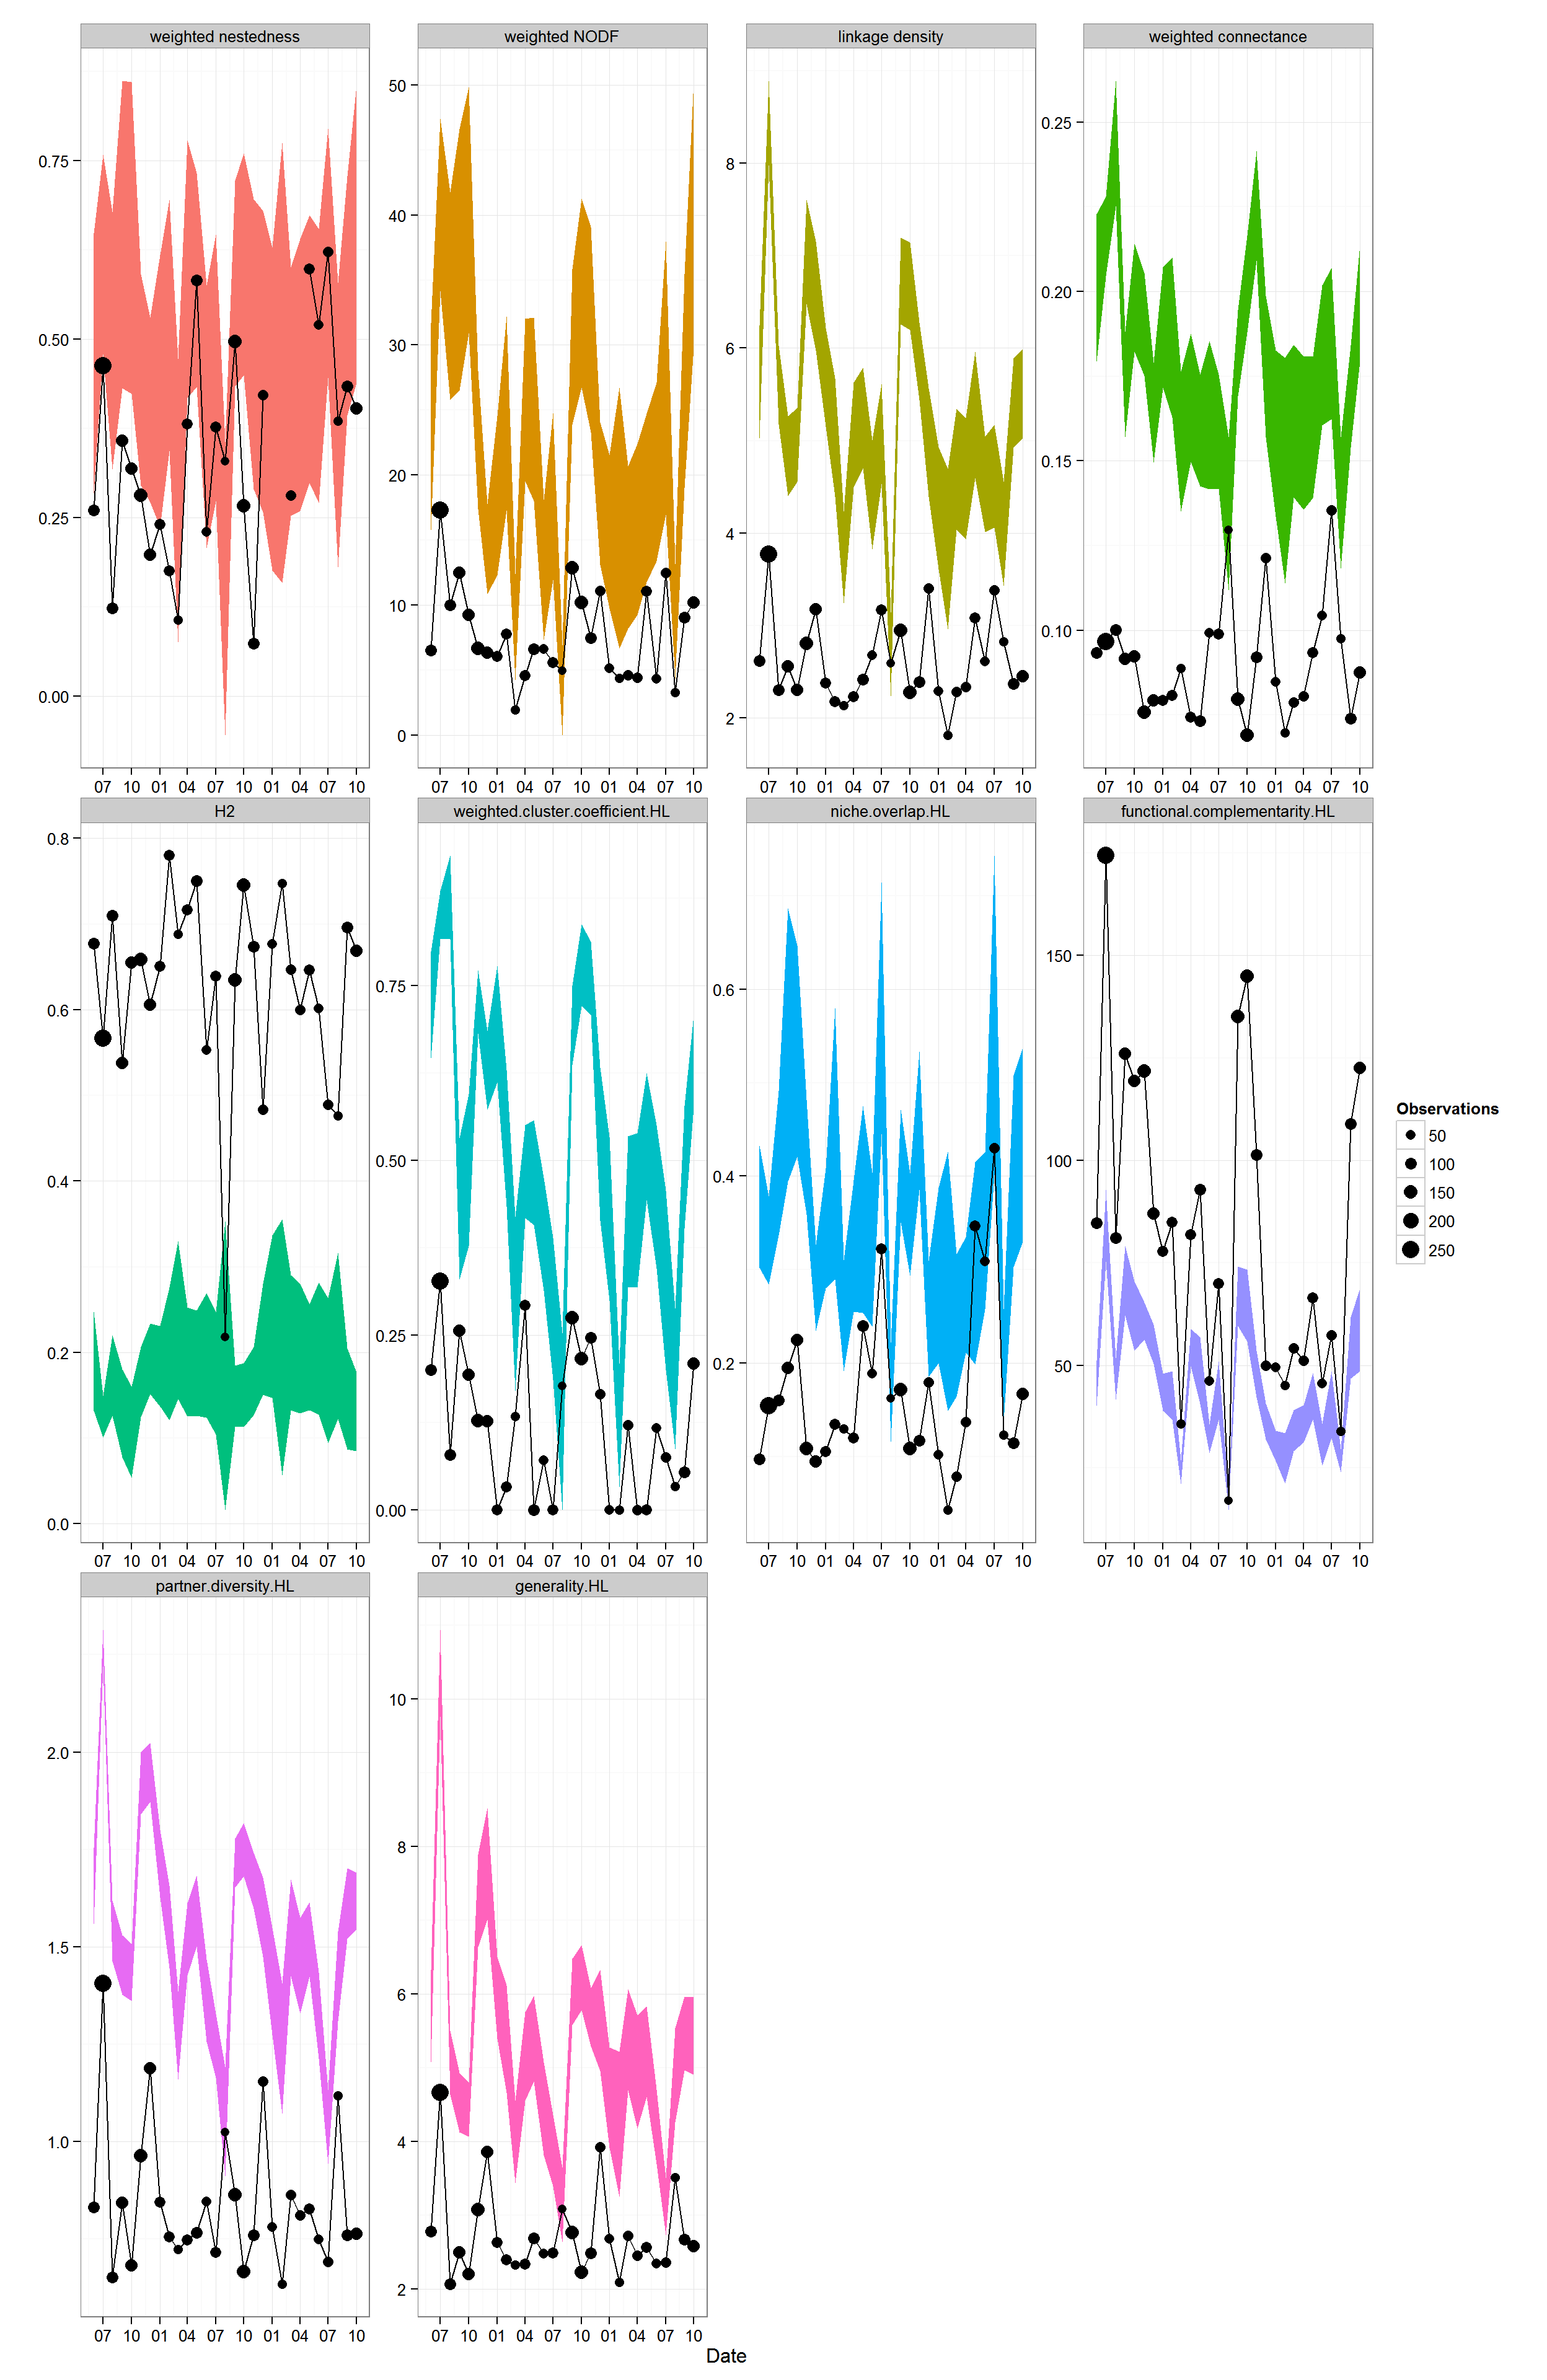 weighted nestedness
weighted NODF
linkage density
weighted connectance
0.75
0.50
0.25
0.00
50
40
30
20
10
0
8
6
4
2
0.25
0.20
0.15
0.10
07 10 01 04 07 10 01 04 07 10
07 10 01 04 07 10 01 04 07 10
07 10 01 04 07 10 01 04 07 10
07 10 01 04 07 10 01 04 07 10
H2
weighted.cluster.coefficient.HL
niche.overlap.HL
functional.complementarity.HL
0.8
0.6
0.4
0.2
0.0
0.75
0.50
0.25
0.00
0.6
0.4
0.2
150
100
50
07 10 01 04 07 10 01 04 07 10
07 10 01 04 07 10 01 04 07 10
07 10 01 04 07 10 01 04 07 10
07 10 01 04 07 10 01 04 07 10
Observations
50
100
150
200
250
partner.diversity.HL
generality.HL
2.0
1.5
1.0
10
8
6
4
2
07 10 01 04 07 10 01 04 07 10
07 10 01 04 07 10 01 04 07 10
Date